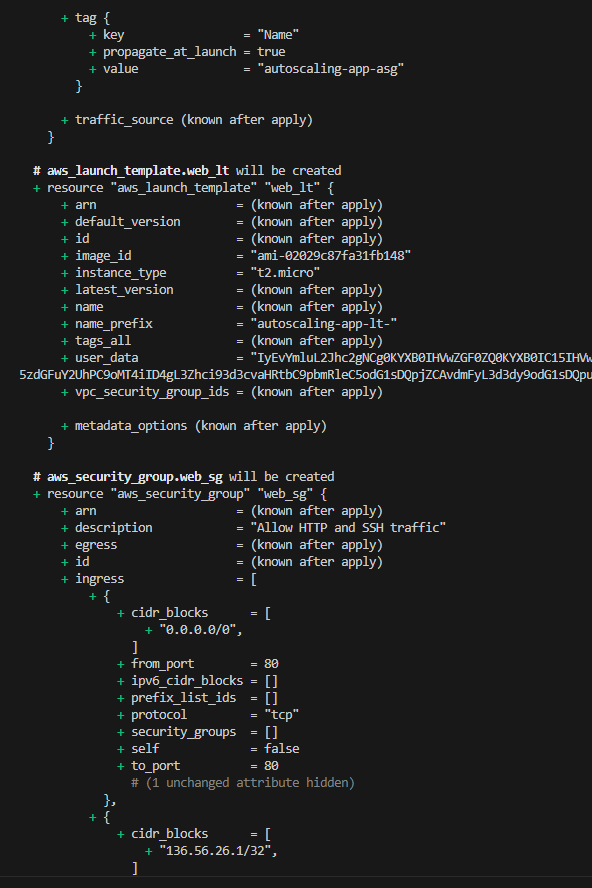 + tag {
+ key = "Name"
+ propagate_at_launch = true
+ value = "autoscaling-app-asg"
}
+ traffic_source (known after apply)
}
# aws_launch_template.web_lt will be created
+ resource "aws_launch_template" "web_lt" {
+ arn = (known after apply)
+ default_version = (known after apply)
+ id = (known after apply)
+ image_id = "ami-02029c87fa31fb148"
+ instance_type = "t2.micro"
+ latest_version = (known after apply)
+ name = (known after apply)
+ name_prefix = "autoscaling-app-lt-"
+ tags_all = (known after apply)
+ user_data = "IyEvYmluL2Jhc2gNCg0KYXB0IHVwZGF0ZQ0KYXB0IC15IHVw
5zdGFuY2UhPC9oMT4iID4gL3Zhci93d3cvaHRtbC9pbmRleC5odG1sDQpjZCAvdmFyL3d3dy9odG1sDQpu
+ vpc_security_group_ids = (known after apply)
+ metadata_options (known after apply)
}
# aws_security_group.web_sg will be created
+ resource "aws_security_group" "web_sg" {
+ arn = (known after apply)
+ description = "Allow HTTP and SSH traffic"
+ egress = (known after apply)
+ id = (known after apply)
+ ingress = [
+ {
+ cidr_blocks = [
+ "0.0.0.0/0",
]
+ from_port = 80
+ ipv6_cidr_blocks = []
+ prefix_list_ids = []
+ protocol = "tcp"
+ security_groups = []
+ self = false
+ to_port = 80
# (1 unchanged attribute hidden)
},
+ {
+ cidr_blocks = [
+ "136.56.26.1/32",
]